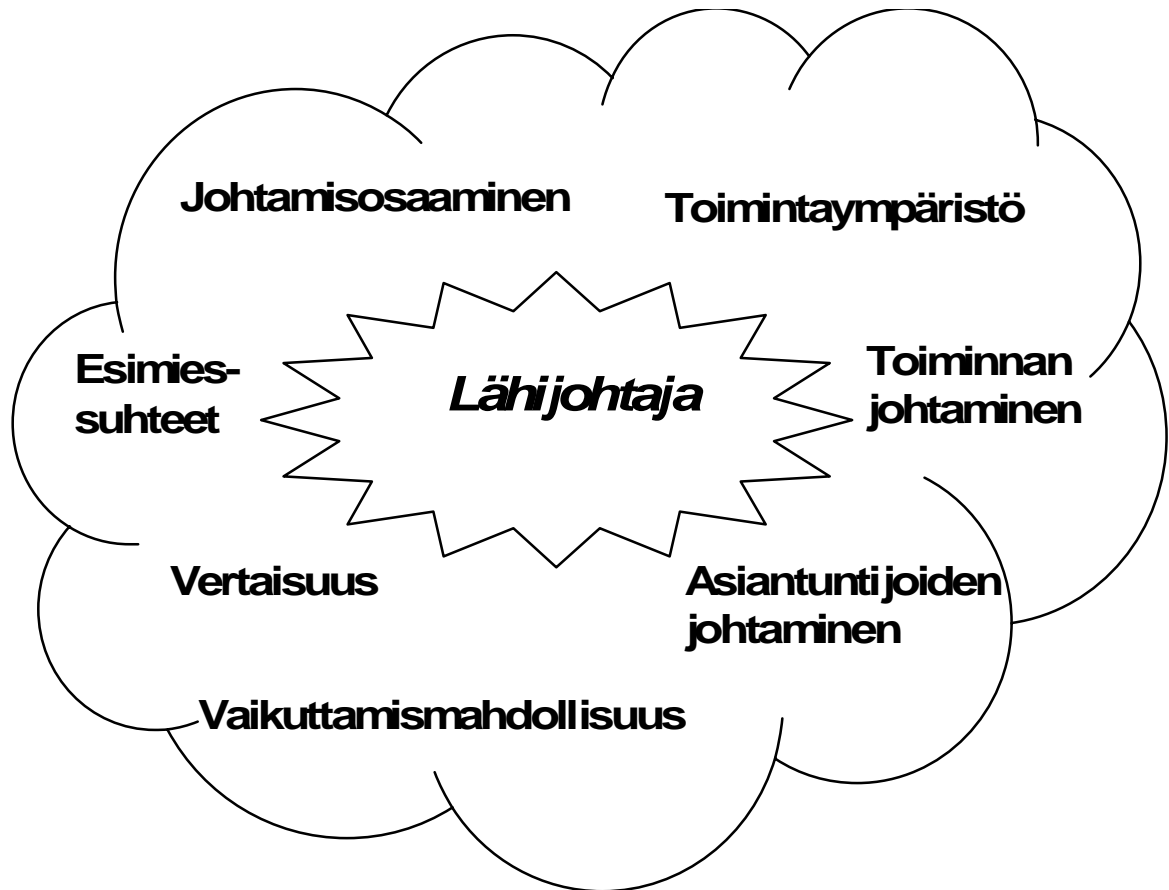 Johtamisosaaminen
Toimintaympäristö
Esimies-
suhteet
Lähijohtaja
Toiminnan
johtaminen
Vertaisuus
Asiantuntijoiden
johtaminen
Vaikuttamismahdollisuus